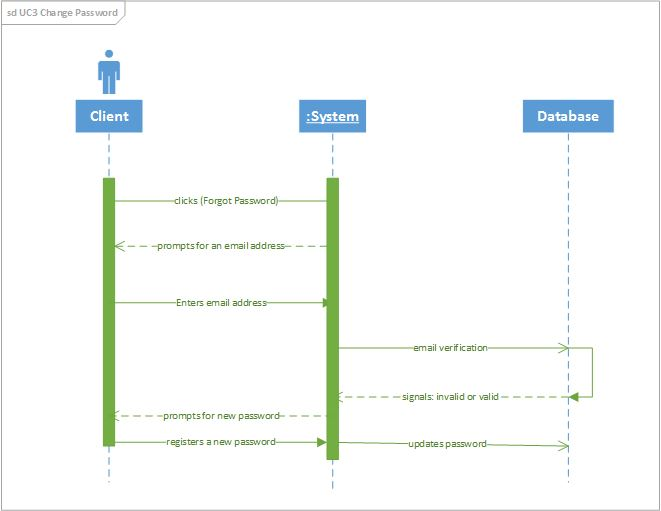 sd UC3 Change Password
Client
:System
Database
clicks (Forgot Password)
prompts for an email address
Enters email address
email verification
signals: invalid or valid
prompts for new password
registers a new password
updates password